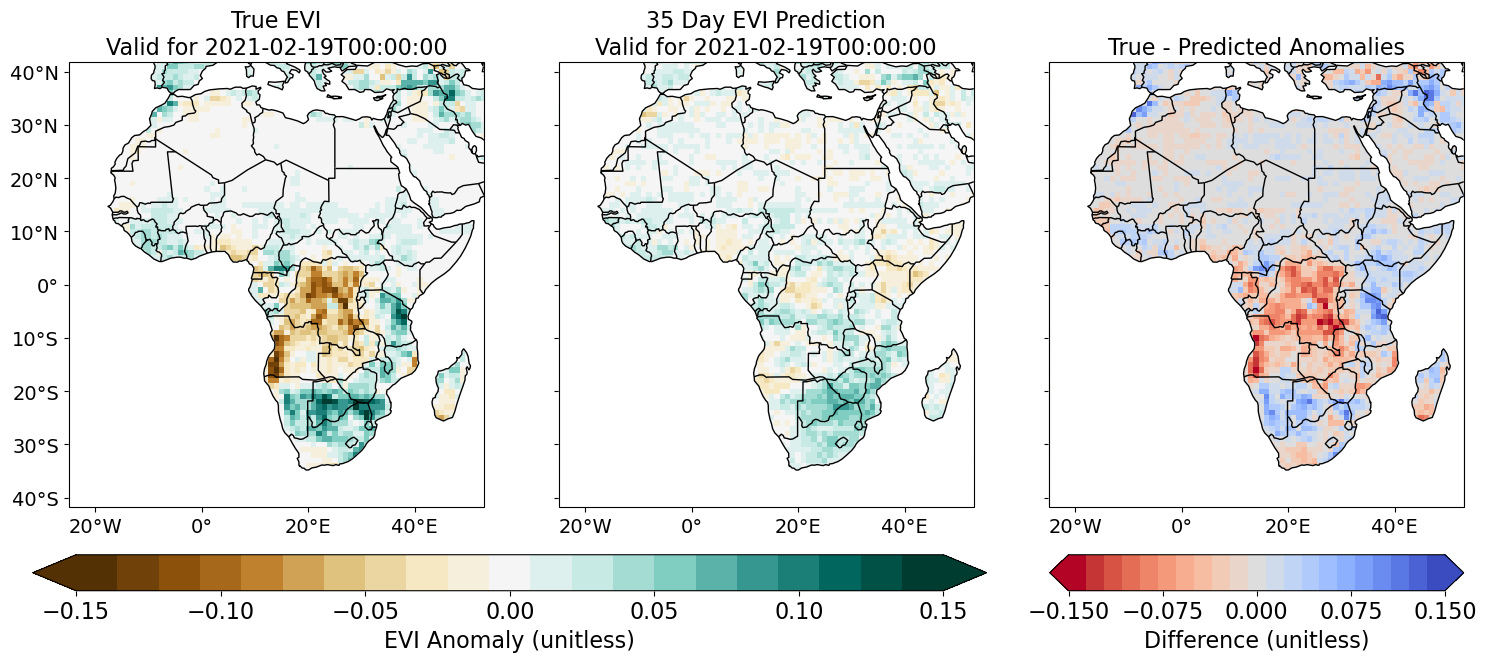 True EVI
Valid for 2021-02-19T00:00:00
35 Day EVI Prediction
Valid for 2021-02-19T00:00:00
True - Predicted Anomalies
40°N
30°N
20°N
10°N
0°
10°S
20°S
30°S
40°S
20°W 0° 20°E 40°E
20°W 0° 20°E 40°E
20°W 0° 20°E 40°E
−0.15 −0.10 −0.05 0.00 0.05 0.10 0.15
EVI Anomaly (unitless)
−0.150 −0.075 0.000 0.075 0.150
Difference (unitless)